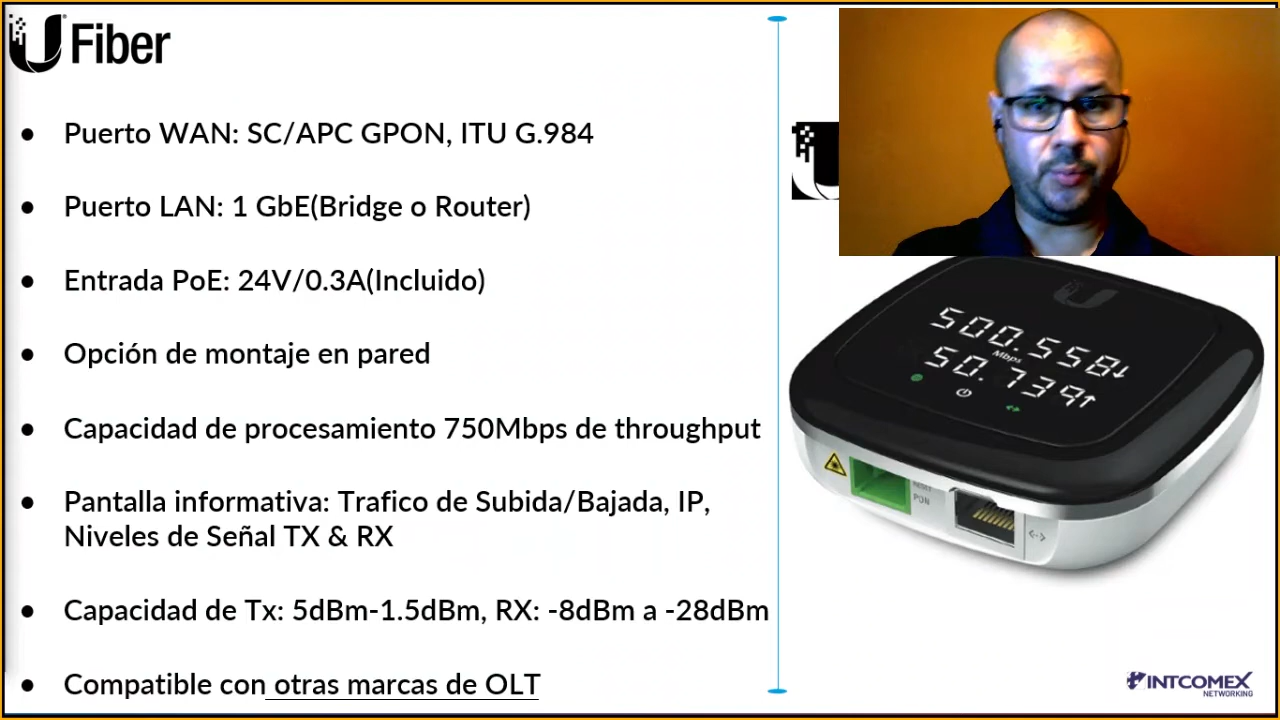 U Fiber
Puerto WAN: SC/APC GPON, ITU G.984
Puerto LAN: 1 GbE(Bridge o Router)
Entrada PoE: 24V/0.3A(Incluido)
Opción de montaje en pared
Capacidad de procesamiento 750Mbps de throughput
Pantalla informativa: Trafico de Subida/Bajada, IP,
Niveles de Señal TX & RX
Capacidad de Tx: 5dBm-1.5dBm, RX: -8dBm a -28dBm
Compatible con otras marcas de OLT
U
U
500.558↓
Mbps
50.739↑
RESET
PON
INTCOMEX
NETWORKING